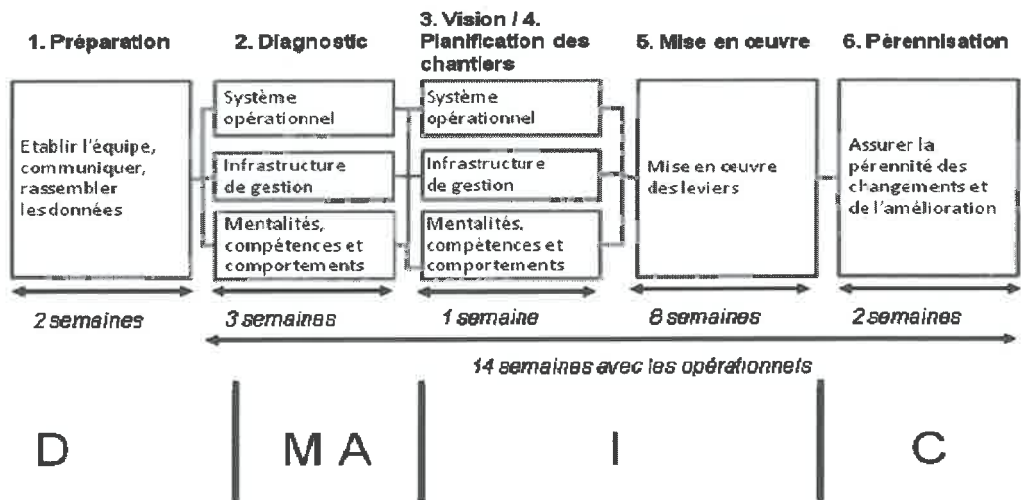 1. Préparation
2. Diagnostic
3. Vision / 4.
Planification des
chantiers
5. Mise en œuvre
6. Pérennisation
Etablir l'équipe,
communiquer,
rassembler
les données
Système
opérationnel
Infrastructure
de gestion
Mentalités,
compétences et
comportements
Système
opérationnel
Infrastructure
de gestion
Mentalités,
compétences et
comportements
Mise en œuvre
des leviers
Assurer la
pérennité des
changements et
de l'amélioration
2 semaines
3 semaines
1 semaine
8 semaines
2 semaines
14 semaines avec les opérationnels
D
M A
I
C